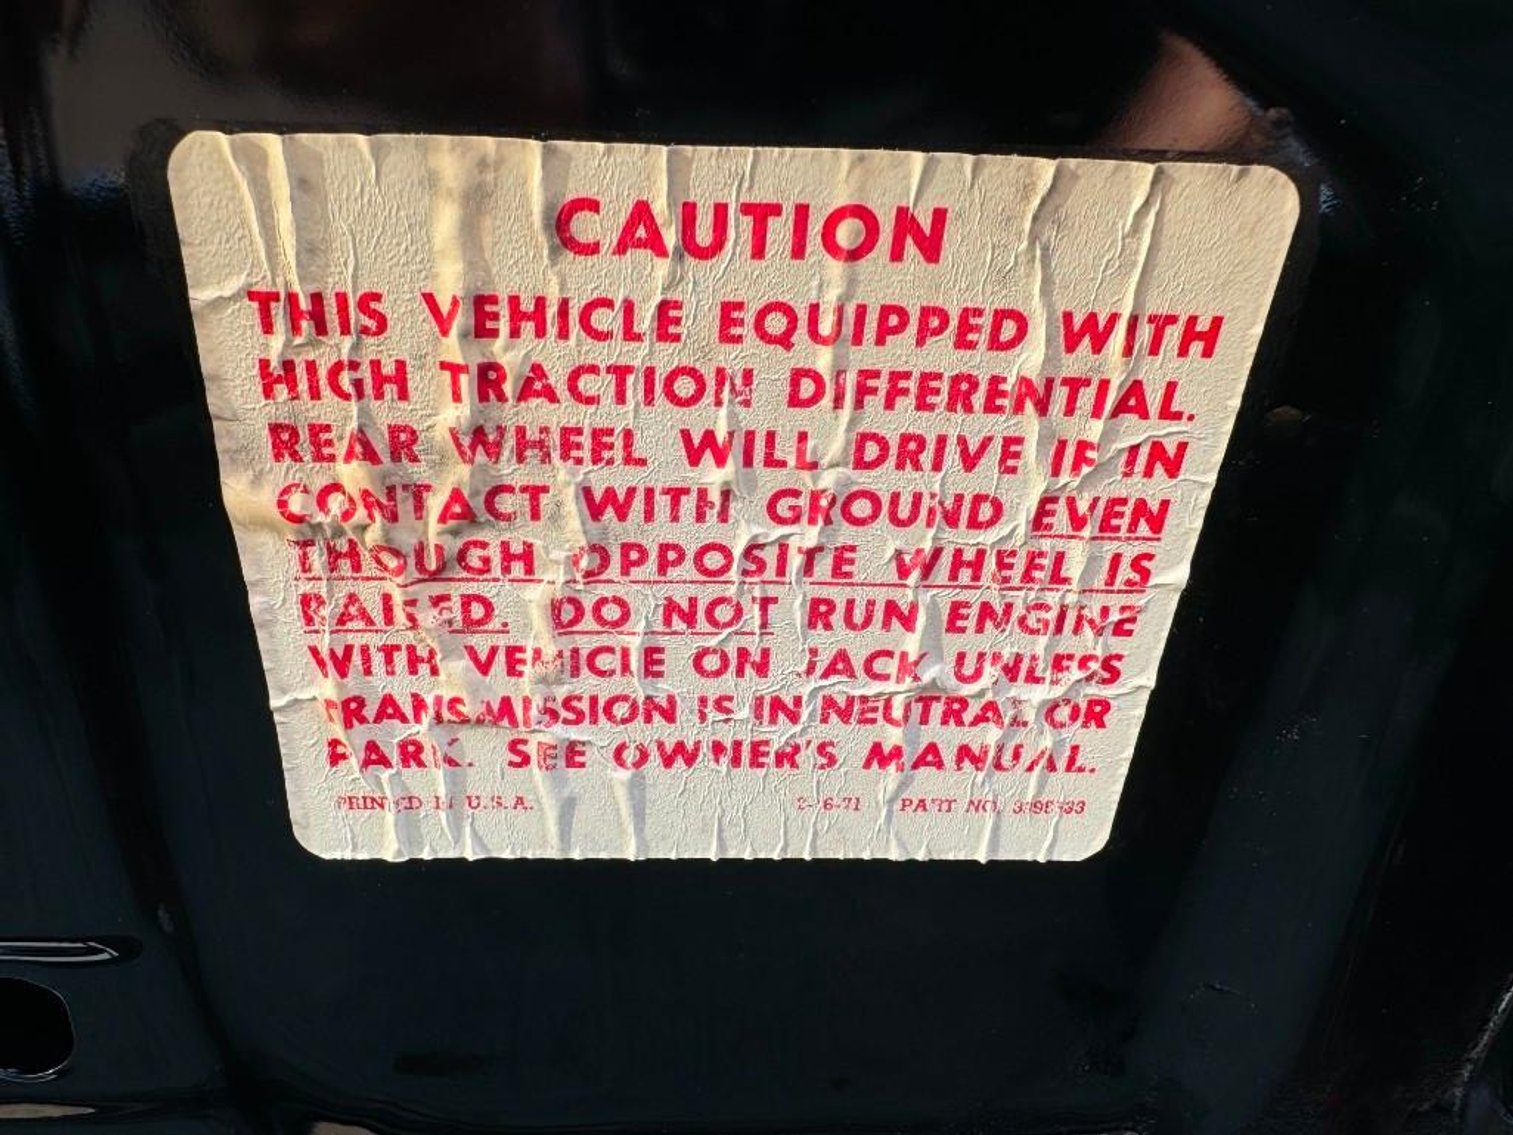 CAUTION
THIS VEHICLE EQUIPPED WITH
HIGH TRACTION DIFFERENTIAL.
REAR WHEEL WILL DRIVE IF IN
CONTACT WITH GROUND EVEN
THOUGH OPPOSITE WHEEL IS
RAISED. DO NOT RUN ENGINE
WITH VEHICLE ON JACK UNLESS
TRANSMISSION IS IN NEUTRAL OR
PARK. SEE OWNER'S MANUAL.
PRINTED IN U.S.A. PART NO.